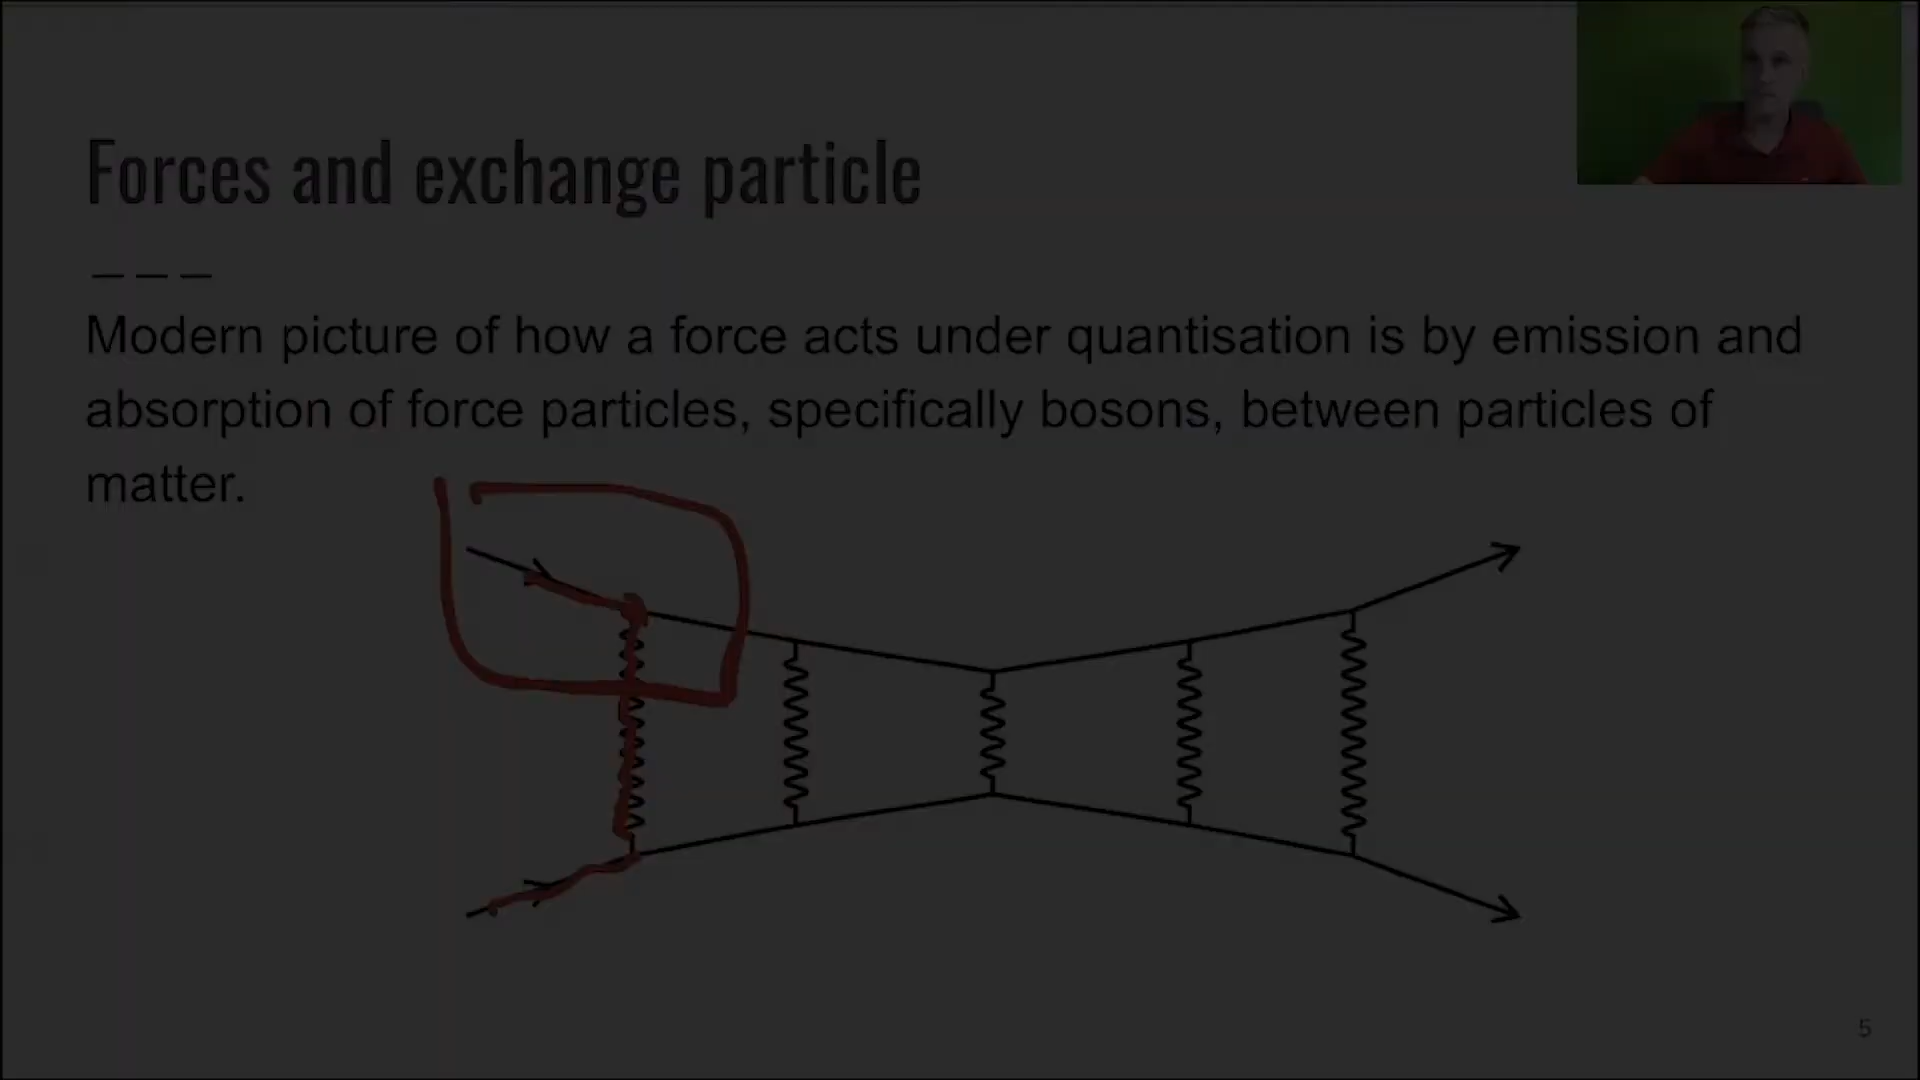 Forces and exchange particle
Modern picture of how a force acts under quantisation is by emission and
absorption of force particles, specifically bosons, between particles of
matter.
5